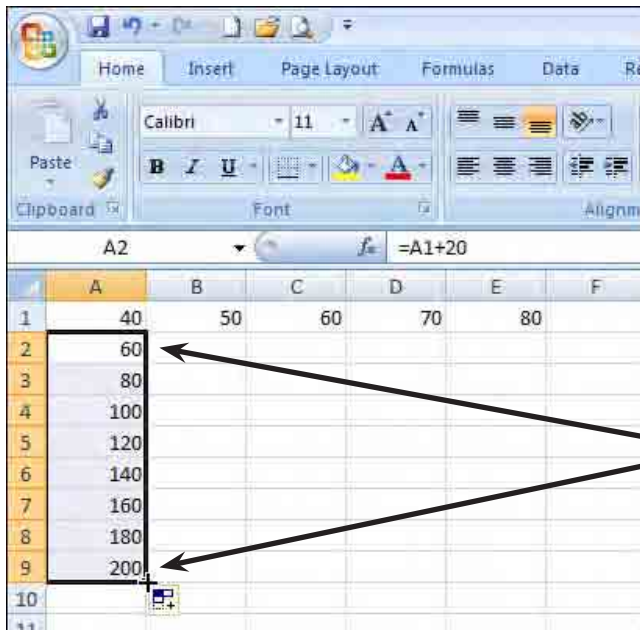 Home Insert Page Layout Formulas Data
Calibri 11 A A
Paste B I U A
Clipboard Font
A2 fx =A1+20
A B C D E F
1 40 50 60 70 80
2 60
3 80
4 100
5 120
6 140
7 160
8 180
9 200
10
11